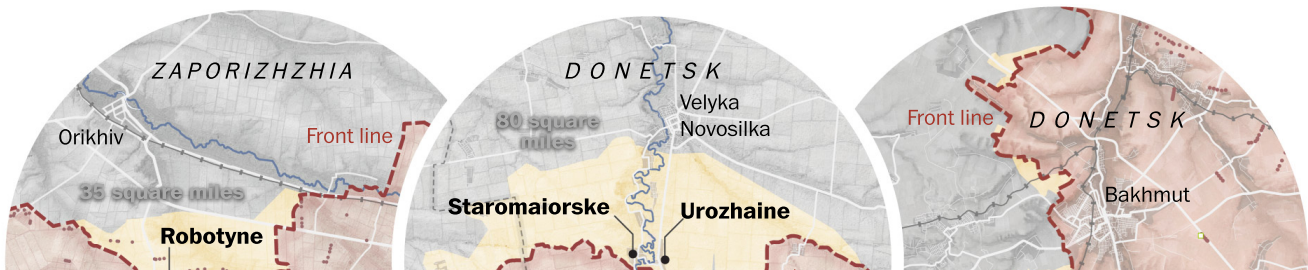 ZAPORIZHZHIA
Orikhiv
Front line
35 square miles
Robotyne
DONETSK
Velyka
Novosilka
80 square
miles
Staromaiorske
Urozhaine
Front line
DONETSK
Bakhmut